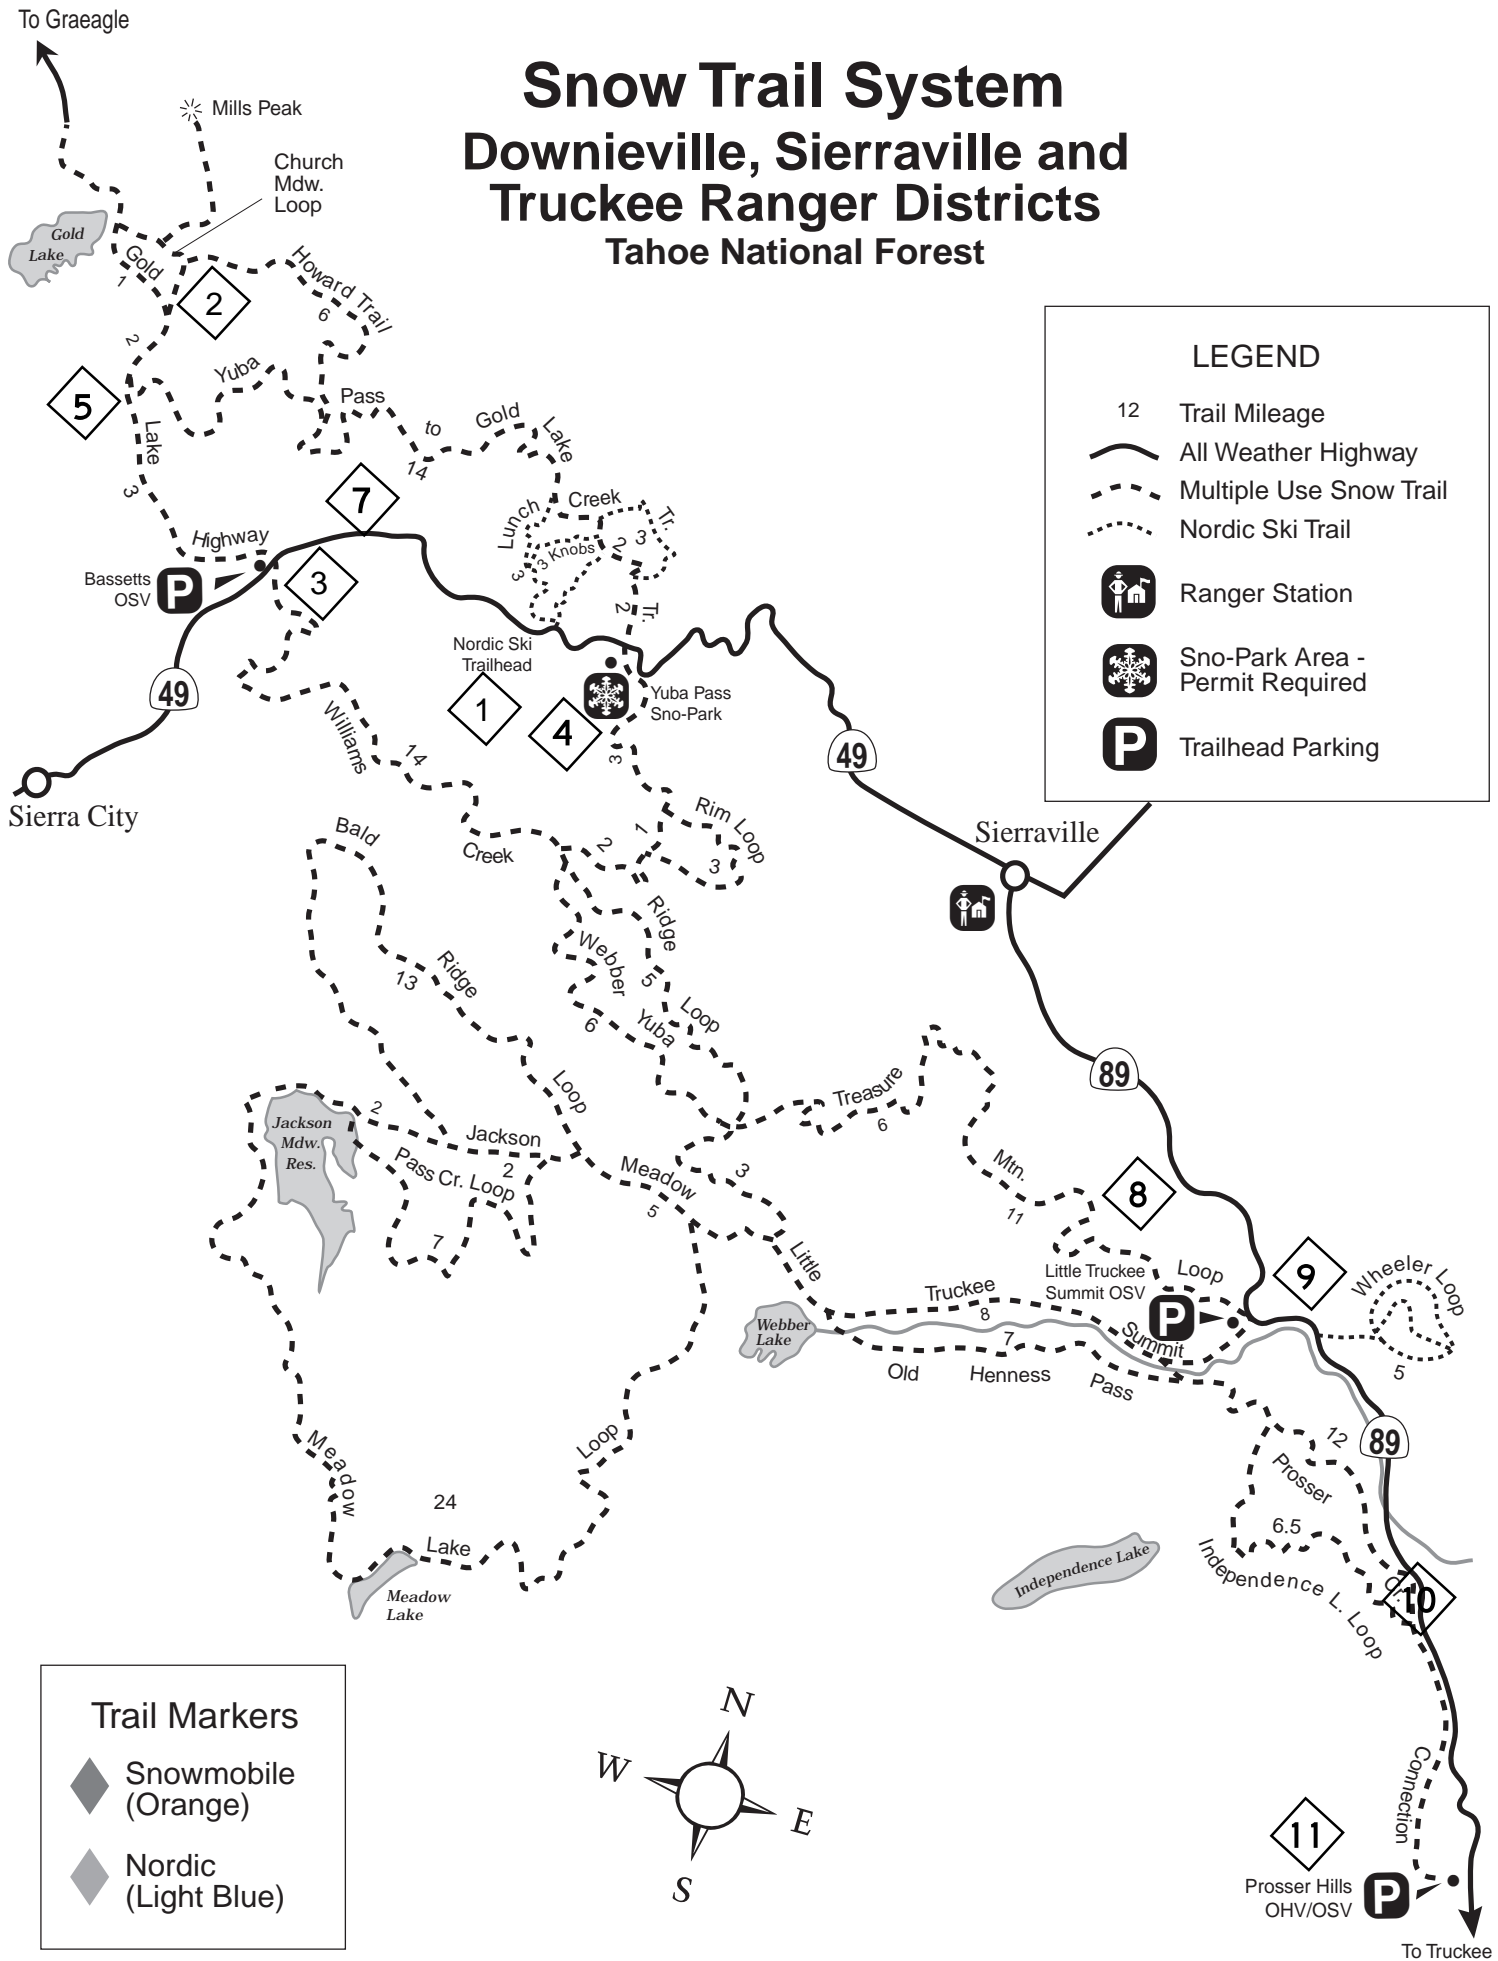 To Graeagle
Snow Trail System
Downieville, Sierraville and
Truckee Ranger Districts
Tahoe National Forest
Mills Peak
Church
Mdw.
Loop
Gold
Lake
Gold
1
2
Howard Trail
6
2
5
Yuba
Pass
to
Gold
Lake
14
Lake
3
Highway
7
Bassetts
OSV
P
3
49
Sierra City
Lunch
Creek
Tr.
3 Knobs
3
2
3
2
Tr.
Nordic Ski
Trailhead
1
4
Yuba Pass
Sno-Park
3
49
LEGEND
12 Trail Mileage
All Weather Highway
Multiple Use Snow Trail
Nordic Ski Trail
Ranger Station
Sno-Park Area -
Permit Required
P Trailhead Parking
Sierraville
Williams
14
Creek
2
1
Rim Loop
3
Bald
13
Ridge
Loop
Webber
6
Ridge
5
Yuba
Loop
89
Treasure
6
Mtn.
11
8
Jackson
Mdw.
Res.
2
Jackson
Pass Cr. Loop
2
7
Meadow
5
3
Little
Truckee
8
7
Little Truckee
Summit OSV
P
Loop
Summit
9
Wheeler Loop
5
Webber
Lake
Old
Henness
Pass
89
12
Prosser
6.5
Independence L. Loop
Cr.
10
Independence Lake
Meadow
24
Lake
Loop
Meadow
Lake
Trail Markers
Snowmobile
(Orange)
Nordic
(Light Blue)
N
W
E
S
Connection
11
Prosser Hills
OHV/OSV
P
To Truckee